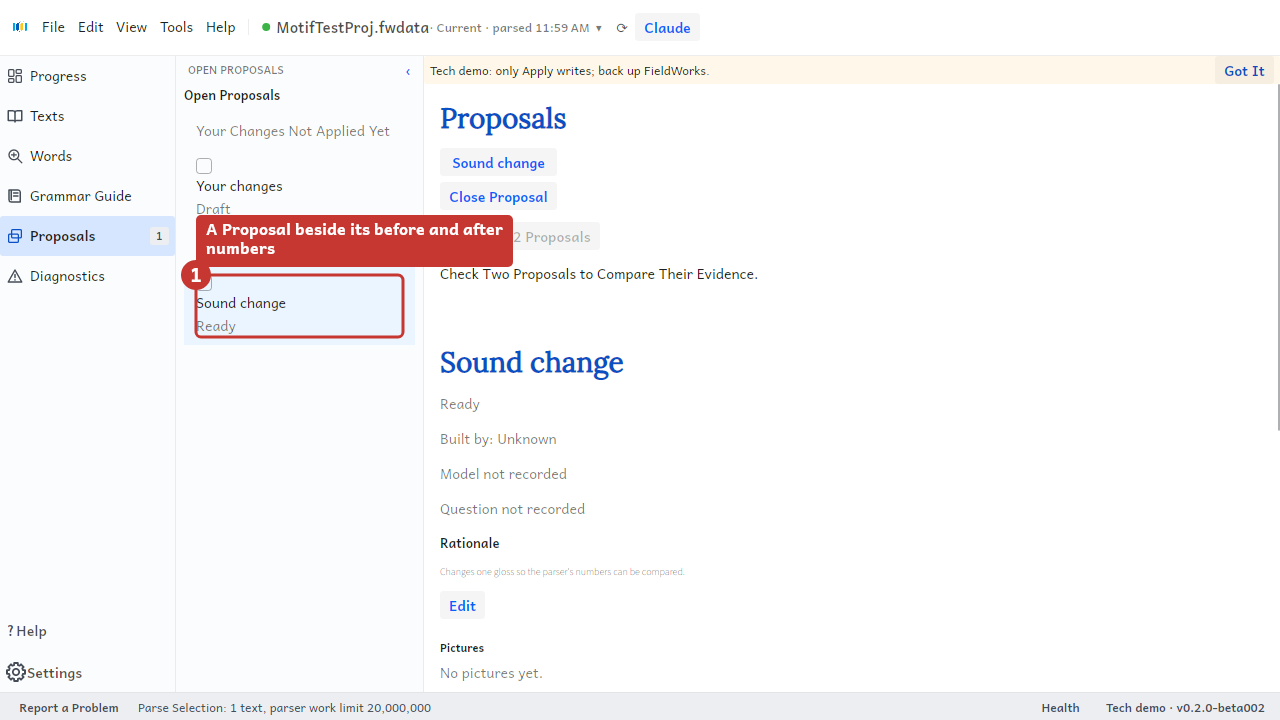 File Edit View Tools Help
MotifTestProj.fwdata · Current · parsed 11:59 AM ▾ ⟳ Claude
Progress
Texts
Words
Grammar Guide
Proposals 1
Diagnostics
? Help
Settings
OPEN PROPOSALS ‹
Open Proposals
Your Changes Not Applied Yet
Your changes
Draft
A Proposal beside its before and after
numbers
1
Sound change
Ready
Tech demo: only Apply writes; back up FieldWorks. Got It
Proposals
Sound change
Close Proposal
2 Proposals
Check Two Proposals to Compare Their Evidence.
Sound change
Ready
Built by: Unknown
Model not recorded
Question not recorded
Rationale
Changes one gloss so the parser's numbers can be compared.
Edit
Pictures
No pictures yet.
Report a Problem Parse Selection: 1 text, parser work limit 20,000,000 Health Tech demo · v0.2.0-beta002